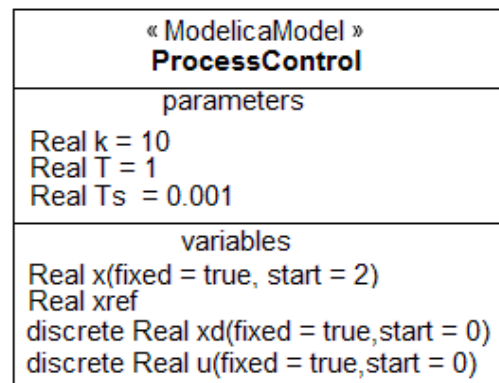 « ModelicaModel »
ProcessControl
parameters
Real k = 10
Real T = 1
Real Ts = 0.001
variables
Real x(fixed = true, start = 2)
Real xref
discrete Real xd(fixed = true,start = 0)
discrete Real u(fixed = true,start = 0)